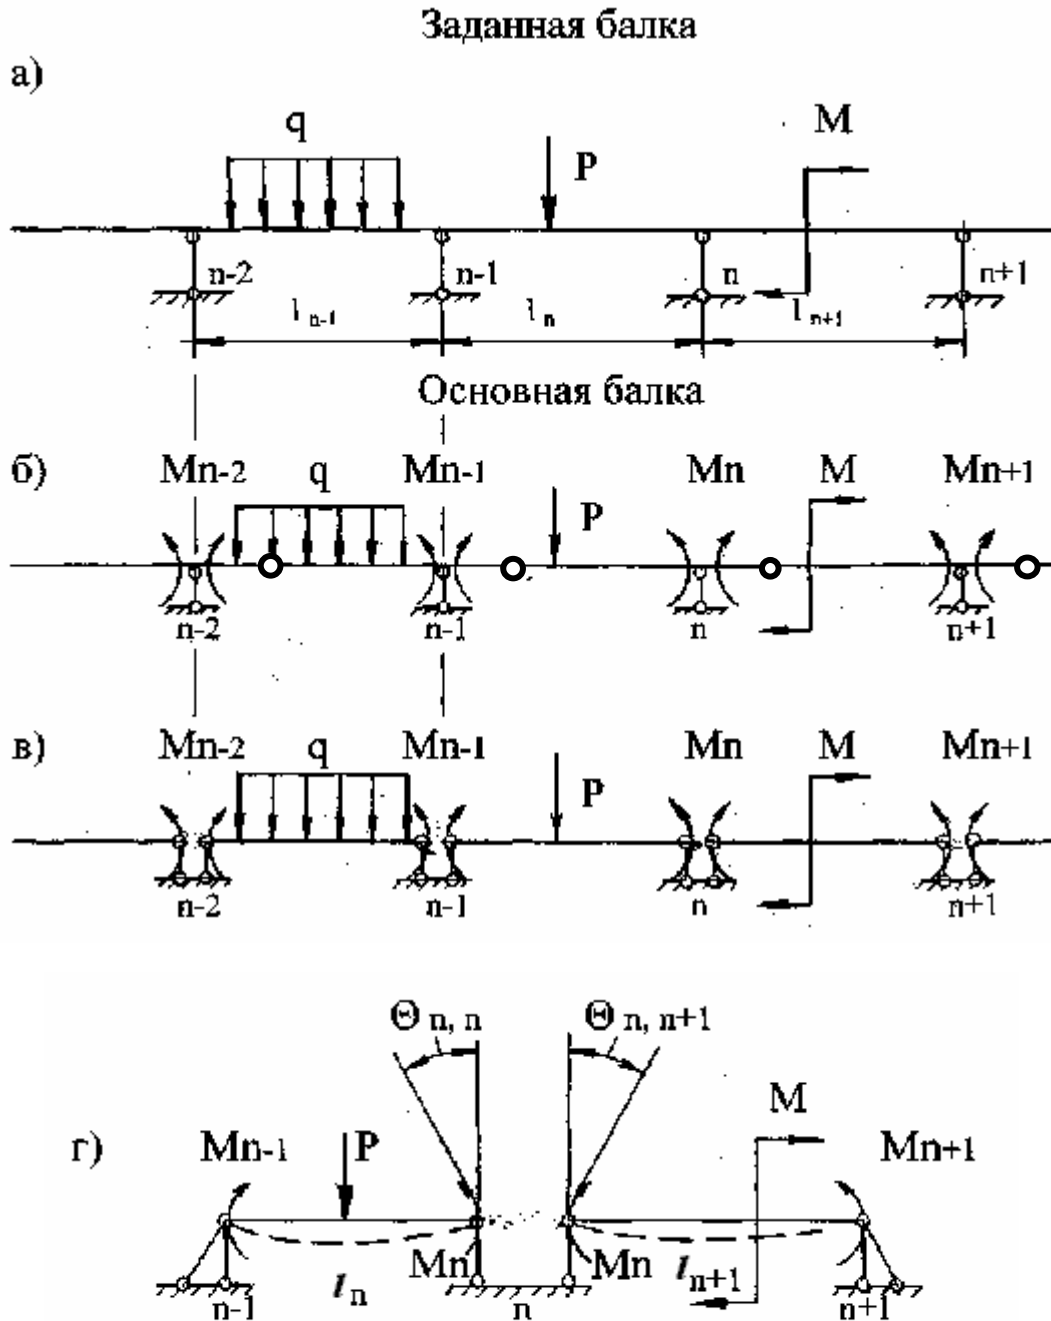 Заданная балка
а)
q
P
M
n-2
n-1
n
n+1
l n-1
l n
l n+1
Основная балка
б)
Mn-2
q
Mn-1
P
Mn
M
Mn+1
n-2
n-1
n
n+1
в)
Mn-2
q
Mn-1
P
Mn
M
Mn+1
n-2
n-1
n
n+1
Θ n, n
Θ n, n+1
г)
Mn-1
P
M
Mn+1
Mn
Mn
l n
l n+1
n-1
n
n+1